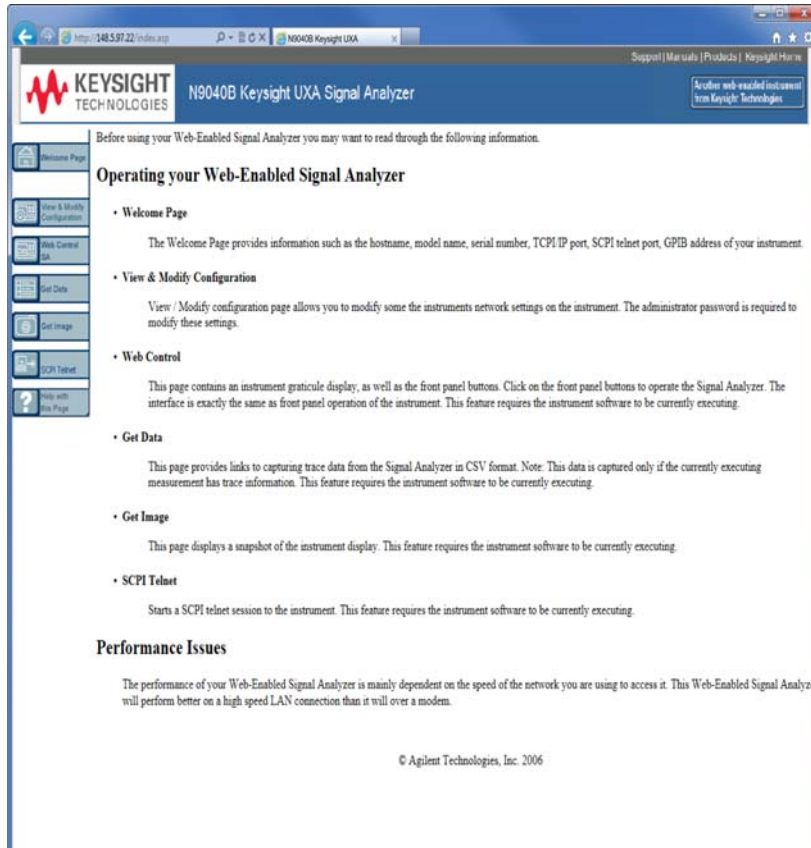 http://148.5.97.22/index.asp
N9040B Keysight UXA
Support | Manuals | Products | Keysight Home
KEYSIGHT
TECHNOLOGIES
N9040B Keysight UXA Signal Analyzer
Another web-enabled instrument
from Keysight Technologies
Welcome Page
View & Modify
Configuration
Web Control
SA
Get Data
Get Image
SCPI Telnet
Help with
this Page
Before using your Web-Enabled Signal Analyzer you may want to read through the following information.
Operating your Web-Enabled Signal Analyzer
• Welcome Page
The Welcome Page provides information such as the hostname, model name, serial number, TCPI/IP port, SCPI telnet port, GPIB address of your instrument.
• View & Modify Configuration
View / Modify configuration page allows you to modify some the instruments network settings on the instrument. The administrator password is required to
modify these settings.
• Web Control
This page contains an instrument graticule display, as well as the front panel buttons. Click on the front panel buttons to operate the Signal Analyzer. The
interface is exactly the same as front panel operation of the instrument. This feature requires the instrument software to be currently executing.
• Get Data
This page provides links to capturing trace data from the Signal Analyzer in CSV format. Note: This data is captured only if the currently executing
measurement has trace information. This feature requires the instrument software to be currently executing.
• Get Image
This page displays a snapshot of the instrument display. This feature requires the instrument software to be currently executing.
• SCPI Telnet
Starts a SCPI telnet session to the instrument. This feature requires the instrument software to be currently executing.
Performance Issues
The performance of your Web-Enabled Signal Analyzer is mainly dependent on the speed of the network you are using to access it. This Web-Enabled Signal Analyz
will perform better on a high speed LAN connection than it will over a modem.
© Agilent Technologies, Inc. 2006